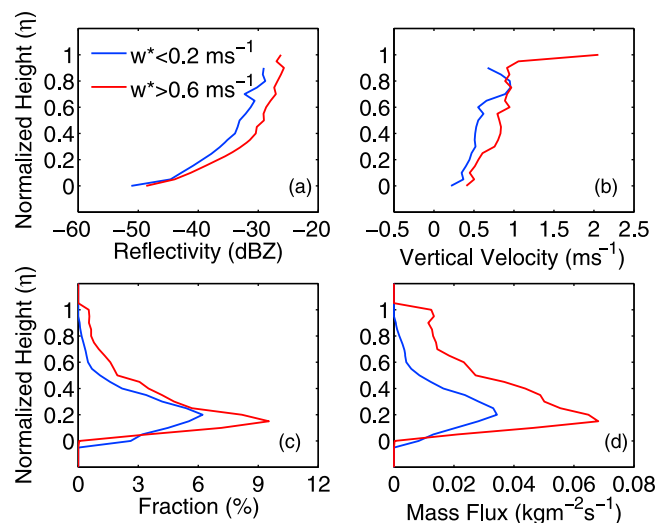 Normalized Height (η)
1
0.8
0.6
0.4
0.2
0
w*<0.2 ms⁻¹
w*>0.6 ms⁻¹
(a)
−60 −50 −40 −30 −20
Reflectivity (dBZ)
1
0.8
0.6
0.4
0.2
0
(b)
−0.5 0 0.5 1 1.5 2 2.5
Vertical Velocity (ms⁻¹)
Normalized Height (η)
1
0.8
0.6
0.4
0.2
0
(c)
0 3 6 9 12
Fraction (%)
1
0.8
0.6
0.4
0.2
0
(d)
0 0.02 0.04 0.06 0.08
Mass Flux (kgm⁻²s⁻¹)